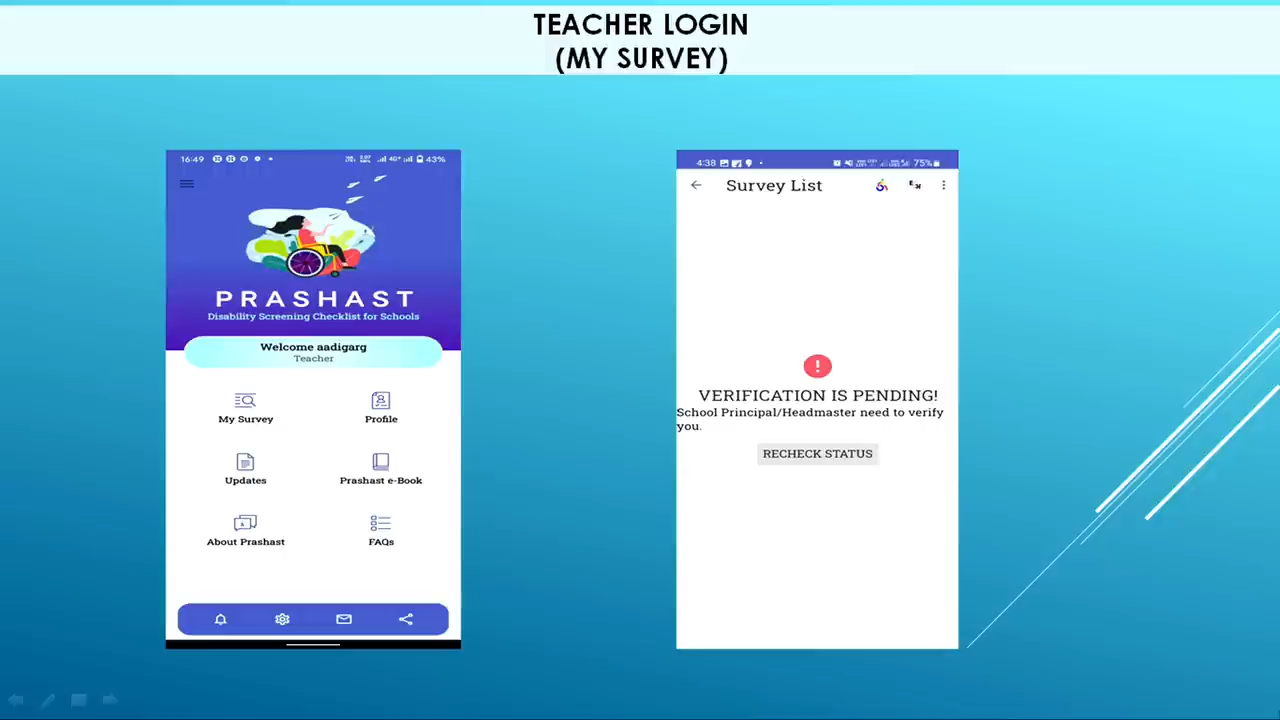 TEACHER LOGIN
(MY SURVEY)
16:49
43%
PRASHAST
Disability Screening Checklist for Schools
Welcome aadigarg
Teacher
My Survey
Profile
Updates
Prashast e-Book
About Prashast
FAQs
4:38
75%
Survey List
VERIFICATION IS PENDING!
School Principal/Headmaster need to verify
you.
RECHECK STATUS